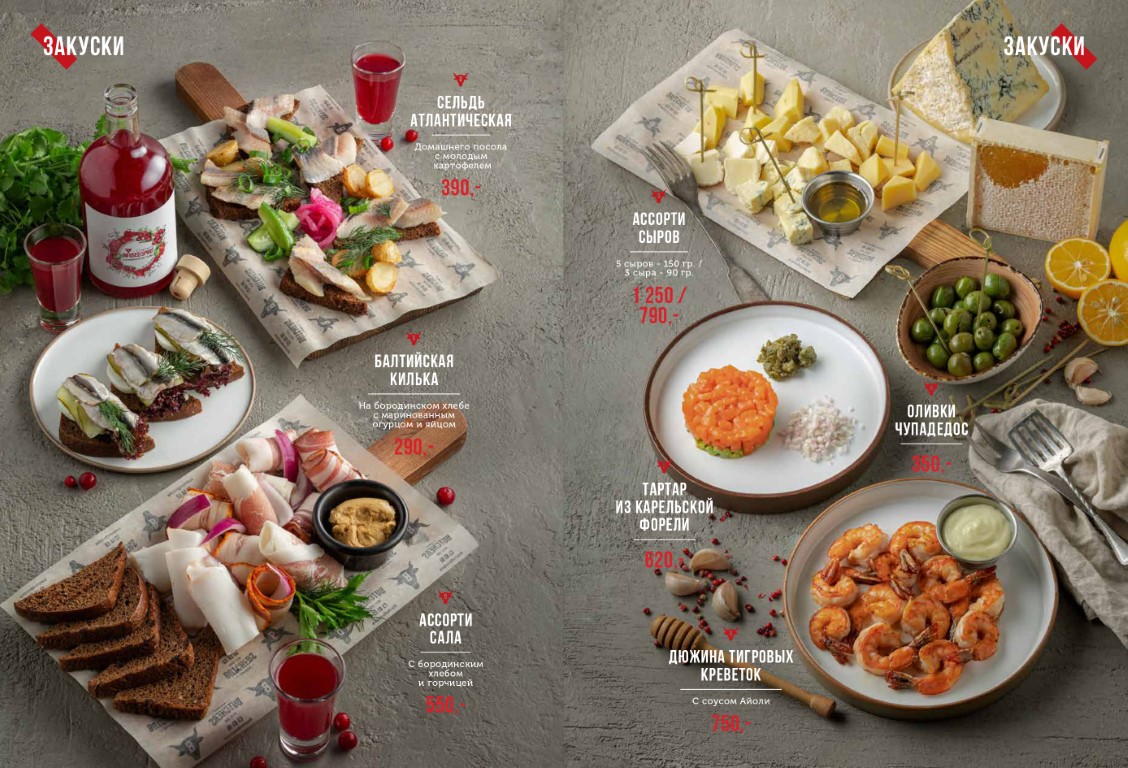 ЗАКУСКИ
СЕЛЬДЬ
АТЛАНТИЧЕСКАЯ
Домашнего посола
с молодым
картофелем
390,-
БАЛТИЙСКАЯ
КИЛЬКА
На бородинском хлебе
с маринованным
огурцом и яйцом
290,-
АССОРТИ
САЛА
С бородинским
хлебом
и горчицей
550,-
ЗАКУСКИ
АССОРТИ
СЫРОВ
5 сыров - 150 гр. /
3 сыра - 90 гр.
1 250 /
790,-
ОЛИВКИ
ЧУПАДЕДОС
350,-
ТАРТАР
ИЗ КАРЕЛЬСКОЙ
ФОРЕЛИ
620,-
ДЮЖИНА ТИГРОВЫХ
КРЕВЕТОК
С соусом Айоли
750,-